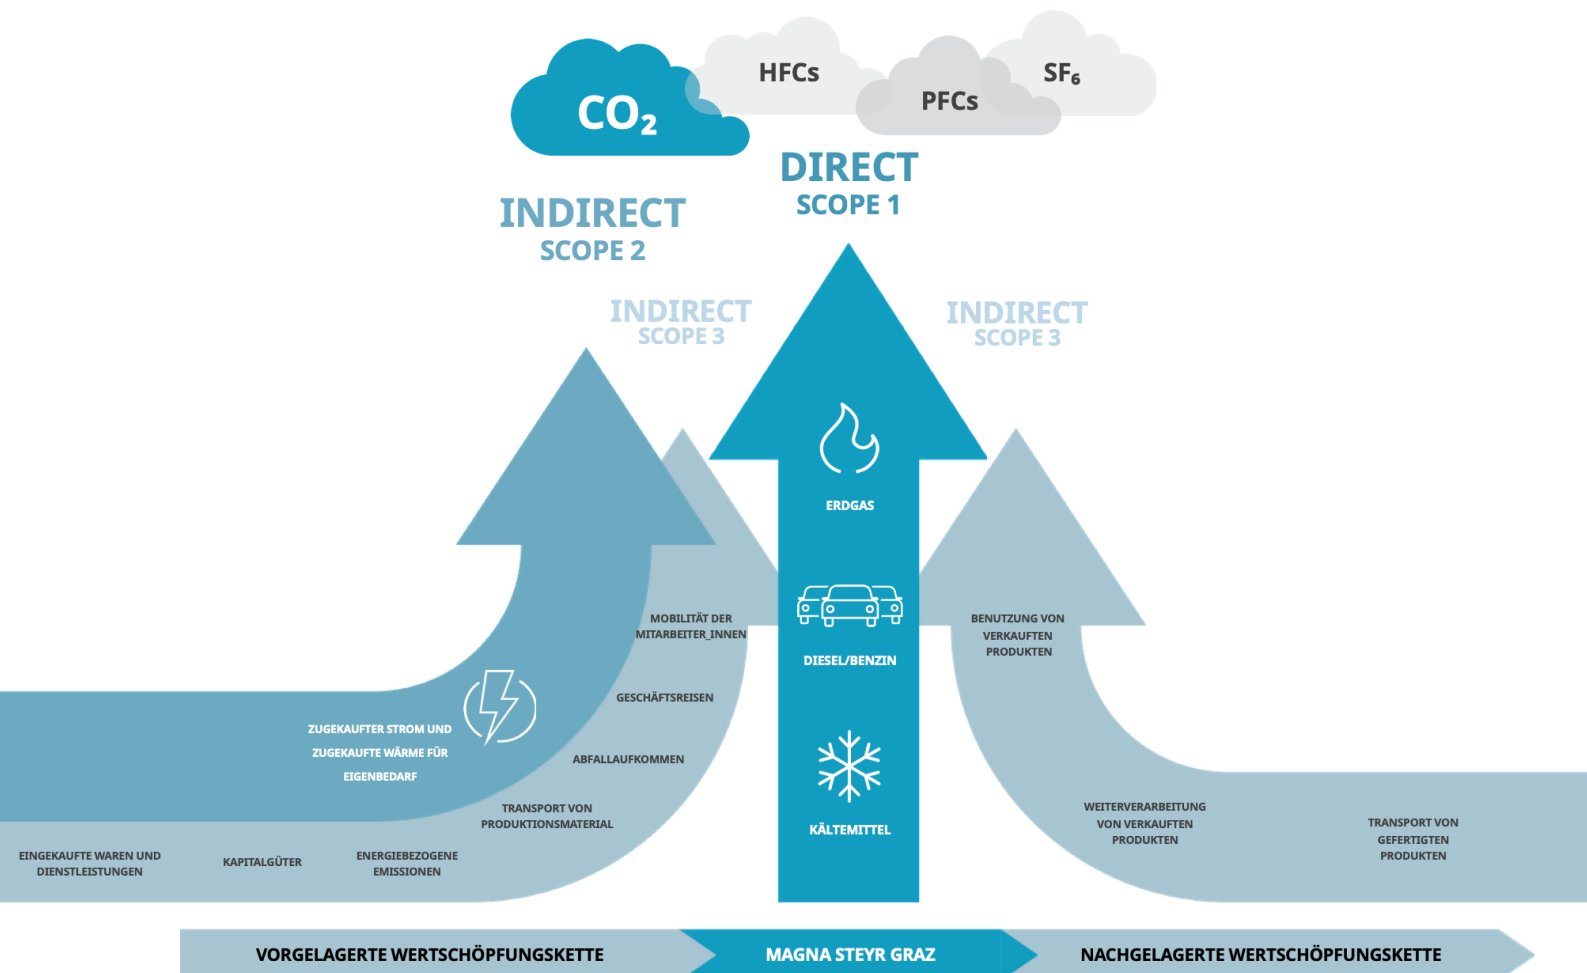 CO₂
HFCs
PFCs
SF₆
DIRECT
SCOPE 1
INDIRECT
SCOPE 2
INDIRECT
SCOPE 3
INDIRECT
SCOPE 3
ERDGAS
DIESEL/BENZIN
KÄLTEMITTEL
ZUGEKAUFTER STROM UND
ZUGEKAUFTE WÄRME FÜR
EIGENBEDARF
MOBILITÄT DER
MITARBEITER_INNEN
GESCHÄFTSREISEN
ABFALLAUFKOMMEN
TRANSPORT VON
PRODUKTIONSMATERIAL
ENERGIEBEZOGENE
EMISSIONEN
KAPITALGÜTER
EINGEKAUFTE WAREN UND
DIENSTLEISTUNGEN
BENUTZUNG VON
VERKAUFTEN
PRODUKTEN
WEITERVERARBEITUNG
VON VERKAUFTEN
PRODUKTEN
TRANSPORT VON
GEFERTIGTEN
PRODUKTEN
VORGELAGERTE WERTSCHÖPFUNGSKETTE
MAGNA STEYR GRAZ
NACHGELAGERTE WERTSCHÖPFUNGSKETTE